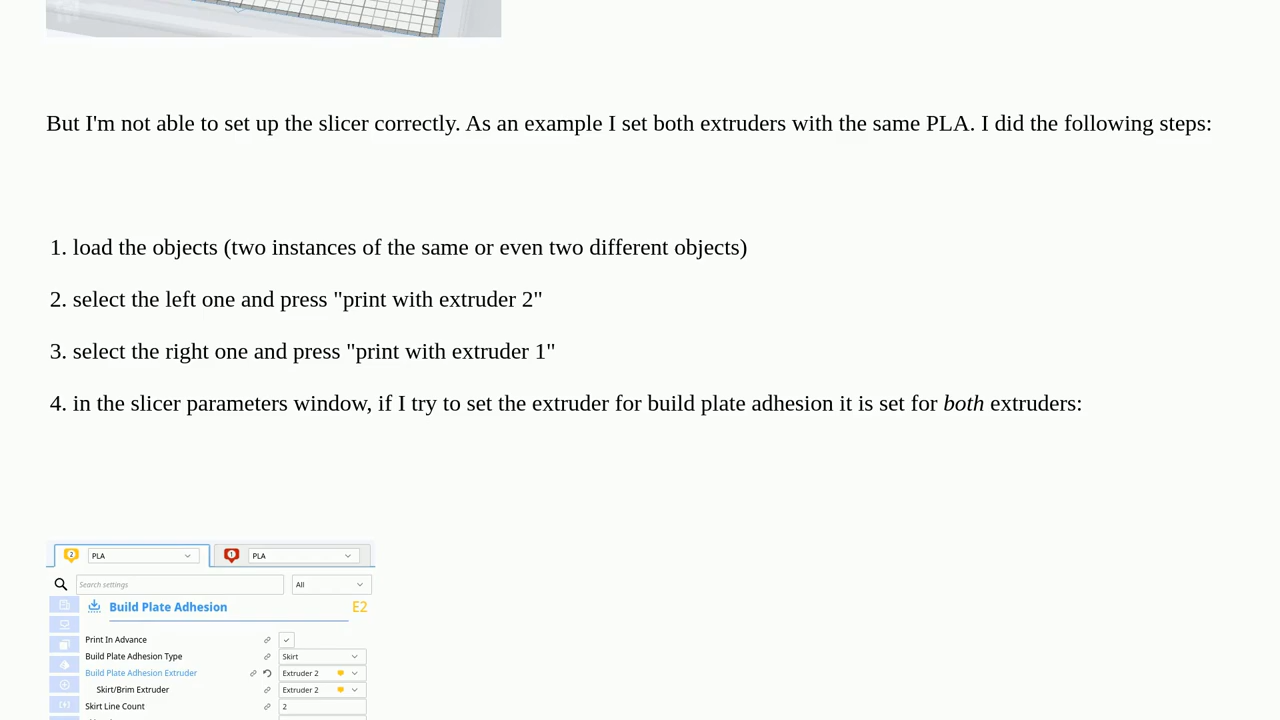 But I'm not able to set up the slicer correctly. As an example I set both extruders with the same PLA. I did the following steps:
1. load the objects (two instances of the same or even two different objects)
2. select the left one and press "print with extruder 2"
3. select the right one and press "print with extruder 1"
4. in the slicer parameters window, if I try to set the extruder for build plate adhesion it is set for both extruders:
2 PLA 1 PLA
Search settings All
Build Plate Adhesion E2
Print In Advance
Build Plate Adhesion Type Skirt
Build Plate Adhesion Extruder Extruder 2
Skirt/Brim Extruder Extruder 2
Skirt Line Count 2